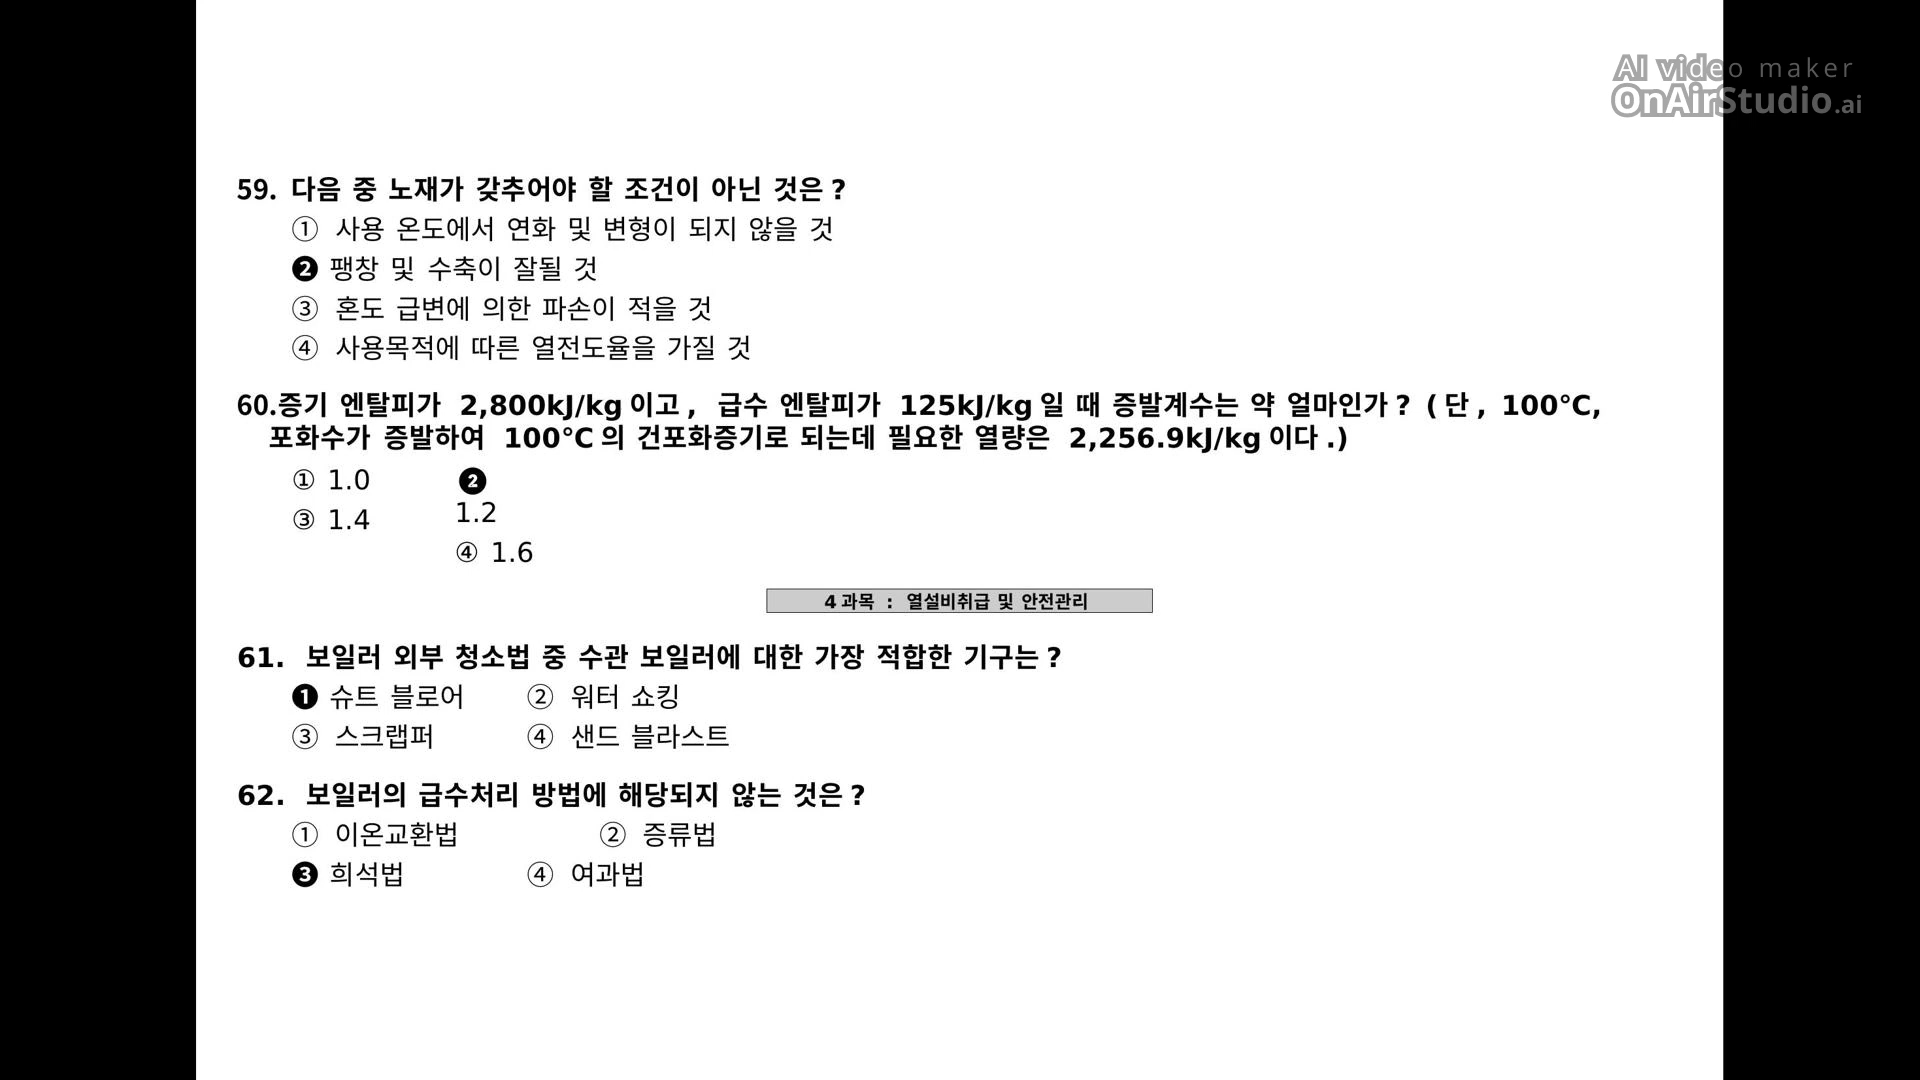 AI video maker
OnAirStudio.ai
59. 다음 중 노재가 갖추어야 할 조건이 아닌 것은?
① 사용 온도에서 연화 및 변형이 되지 않을 것
❷ 팽창 및 수축이 잘될 것
③ 혼도 급변에 의한 파손이 적을 것
④ 사용목적에 따른 열전도율을 가질 것
60.증기 엔탈피가 2,800kJ/kg이고, 급수 엔탈피가 125kJ/kg일 때 증발계수는 약 얼마인가? (단, 100°C,
포화수가 증발하여 100°C의 건포화증기로 되는데 필요한 열량은 2,256.9kJ/kg이다.)
① 1.0 ❷
1.2
③ 1.4
④ 1.6
4과목 : 열설비취급 및 안전관리
61. 보일러 외부 청소법 중 수관 보일러에 대한 가장 적합한 기구는?
❶ 슈트 블로어 ② 워터 쇼킹
③ 스크랩퍼 ④ 샌드 블라스트
62. 보일러의 급수처리 방법에 해당되지 않는 것은?
① 이온교환법 ② 증류법
❸ 희석법 ④ 여과법